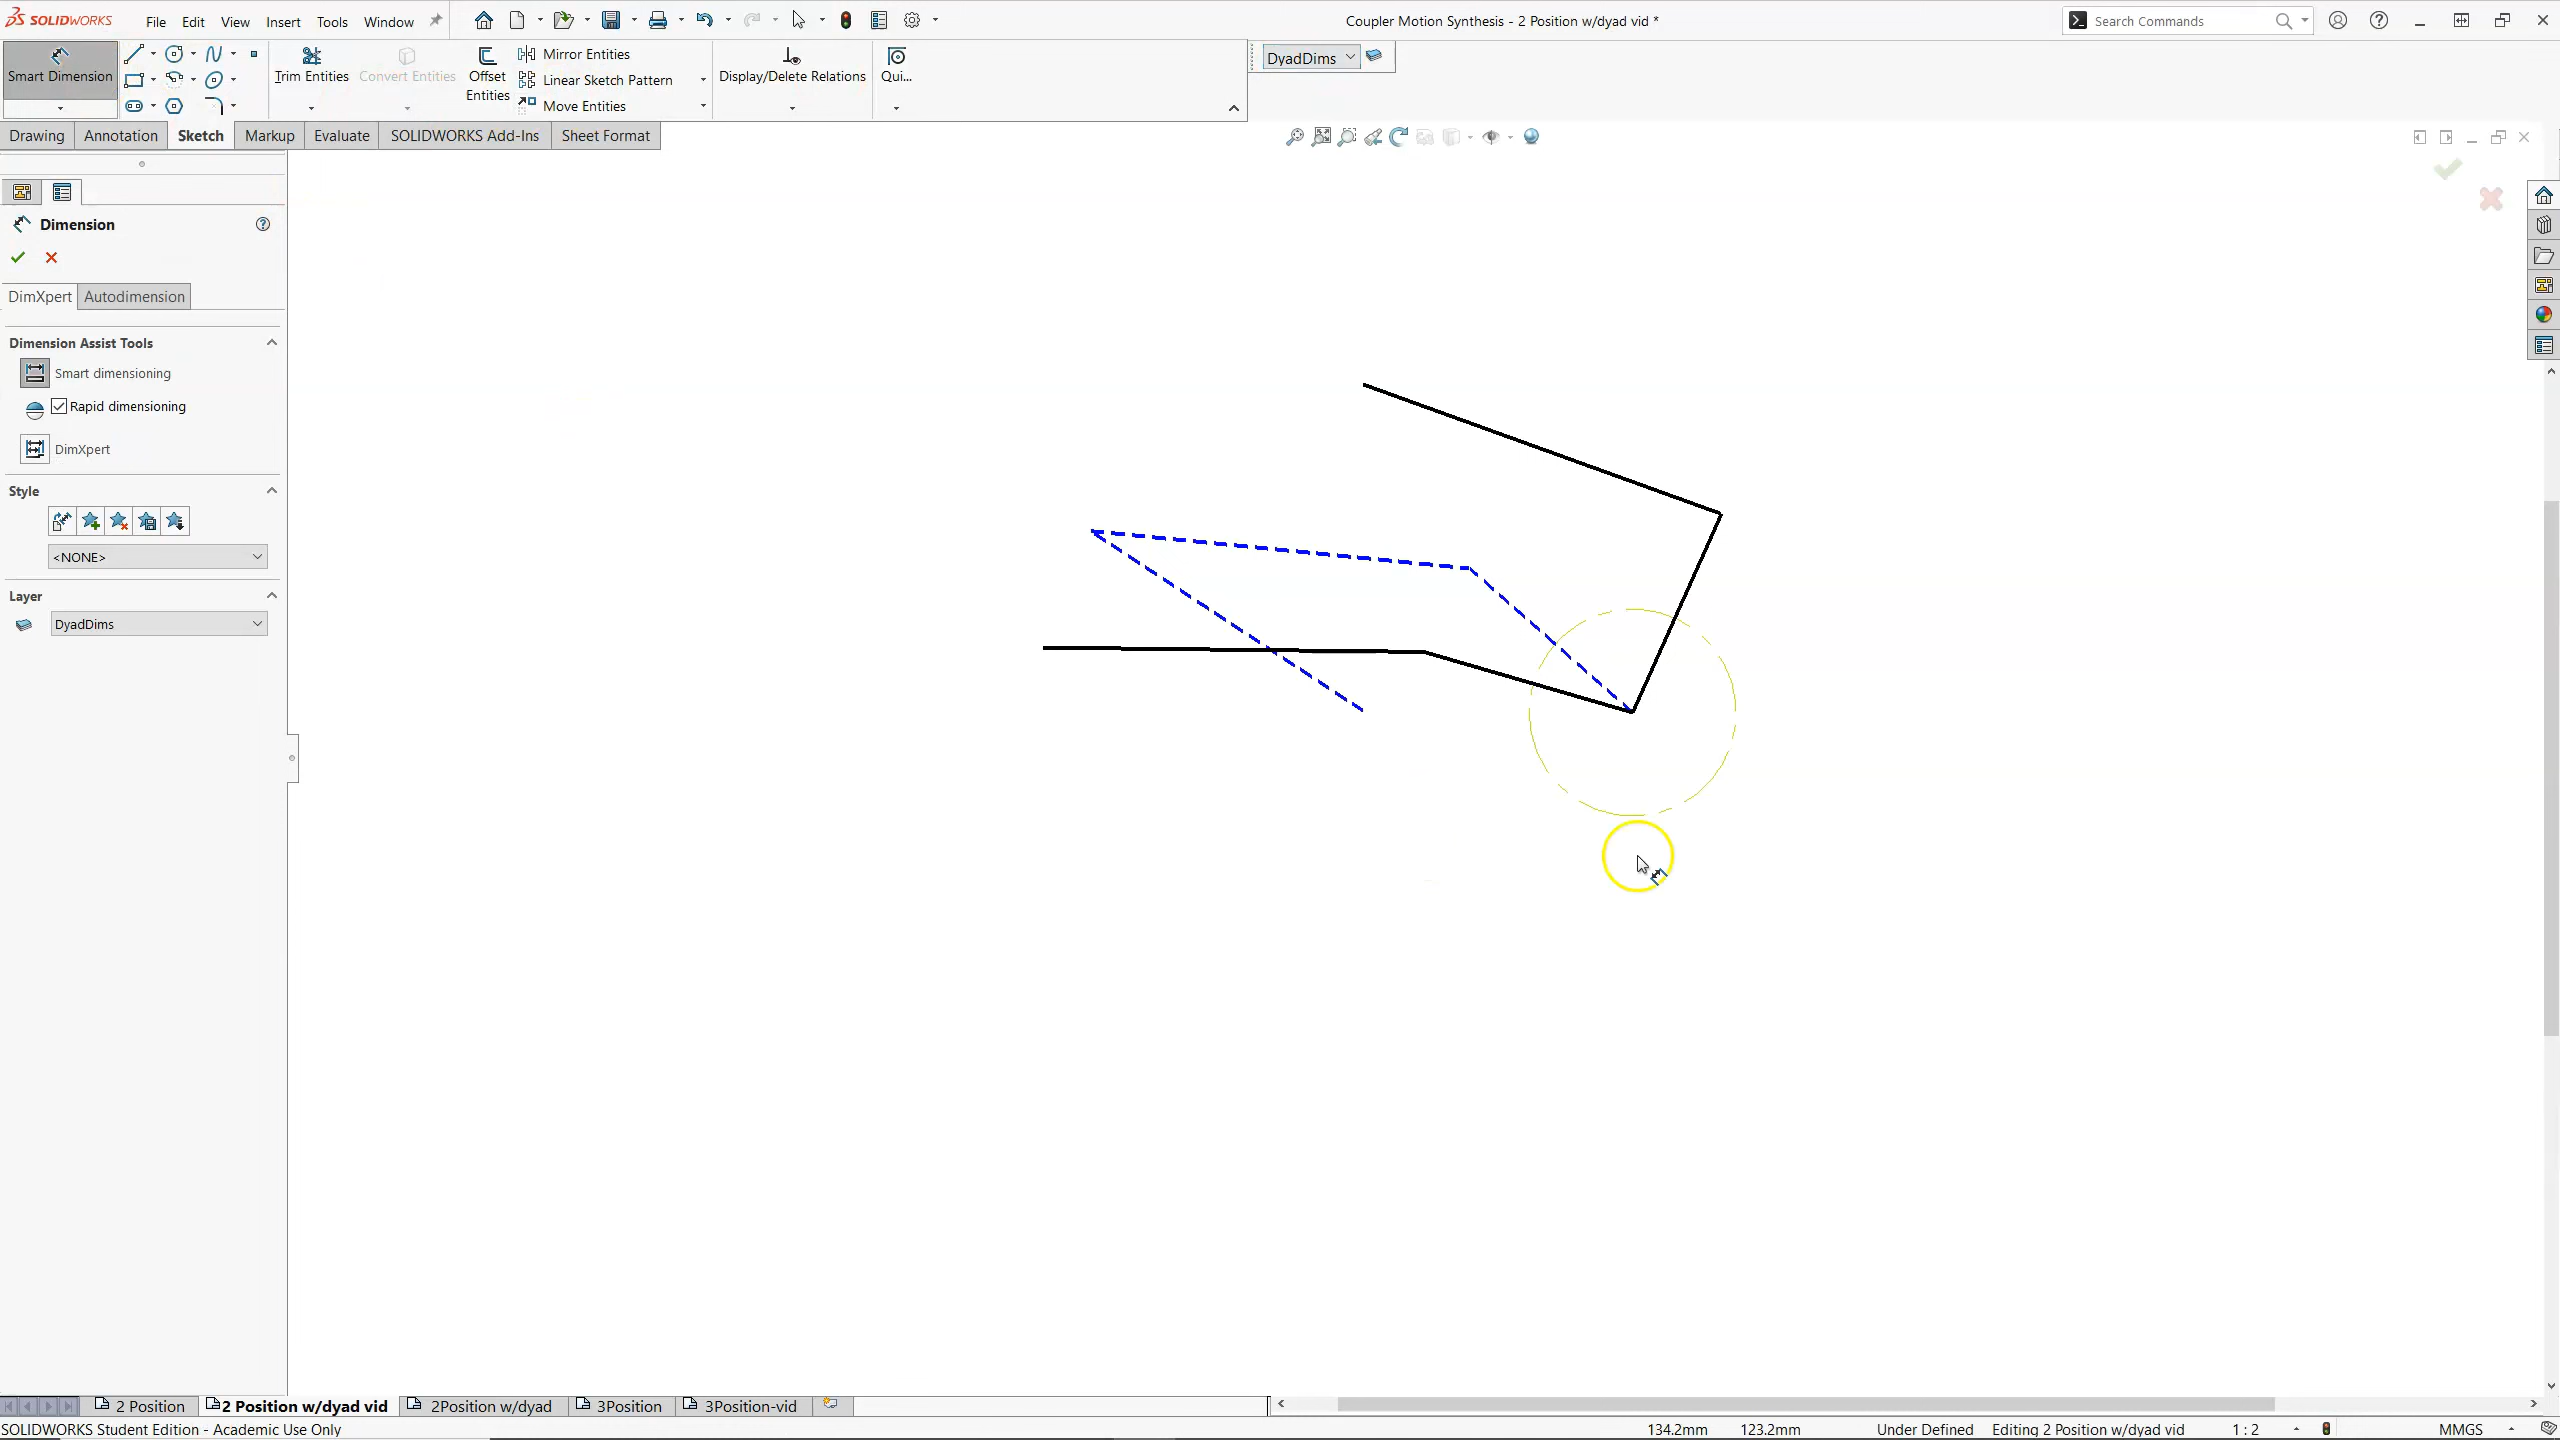 SOLIDWORKS File Edit View Insert Tools Window
Coupler Motion Synthesis - 2 Position w/dyad vid *
Search Commands
Smart Dimension
Trim Entities
Convert Entities
Offset Entities
Mirror Entities
Linear Sketch Pattern
Move Entities
Display/Delete Relations
Qui...
DyadDims
Drawing Annotation Sketch Markup Evaluate SOLIDWORKS Add-Ins Sheet Format
Dimension
DimXpert Autodimension
Dimension Assist Tools
Smart dimensioning
Rapid dimensioning
DimXpert
Style
<NONE>
Layer
DyadDims
2 Position 2 Position w/dyad vid 2Position w/dyad 3Position 3Position-vid
SOLIDWORKS Student Edition - Academic Use Only
134.2mm 123.2mm Under Defined Editing 2 Position w/dyad vid 1 : 2 MMGS